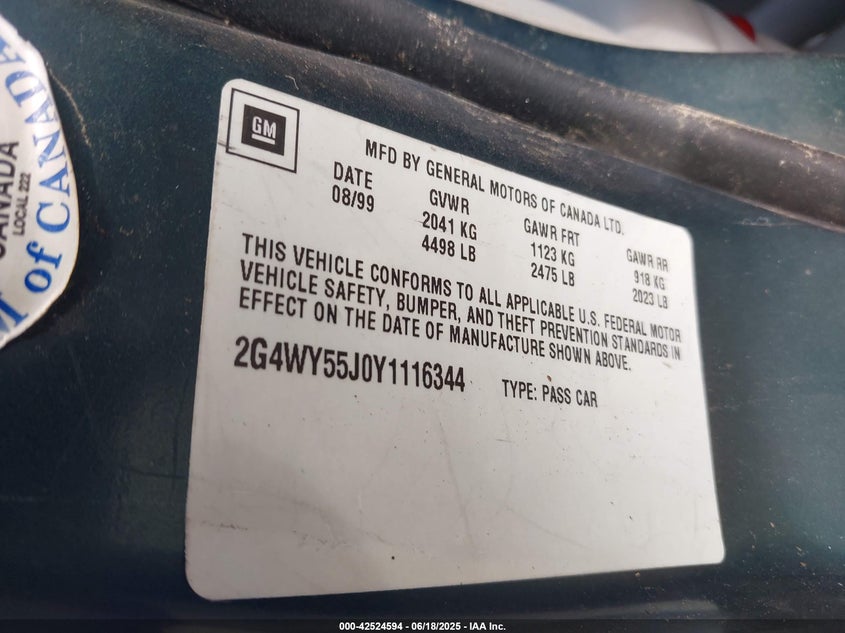 CANADA
LOCAL 222
of CANADA
GM
MFD BY GENERAL MOTORS OF CANADA LTD.
DATE GVWR GAWR FRT GAWR RR
08/99 2041 KG 1123 KG 918 KG
4498 LB 2475 LB 2023 LB
THIS VEHICLE CONFORMS TO ALL APPLICABLE U.S. FEDERAL MOTOR
VEHICLE SAFETY, BUMPER, AND THEFT PREVENTION STANDARDS IN
EFFECT ON THE DATE OF MANUFACTURE SHOWN ABOVE.
2G4WY55J0Y1116344 TYPE: PASS CAR
000-42524594 - 06/18/2025 - IAA Inc.